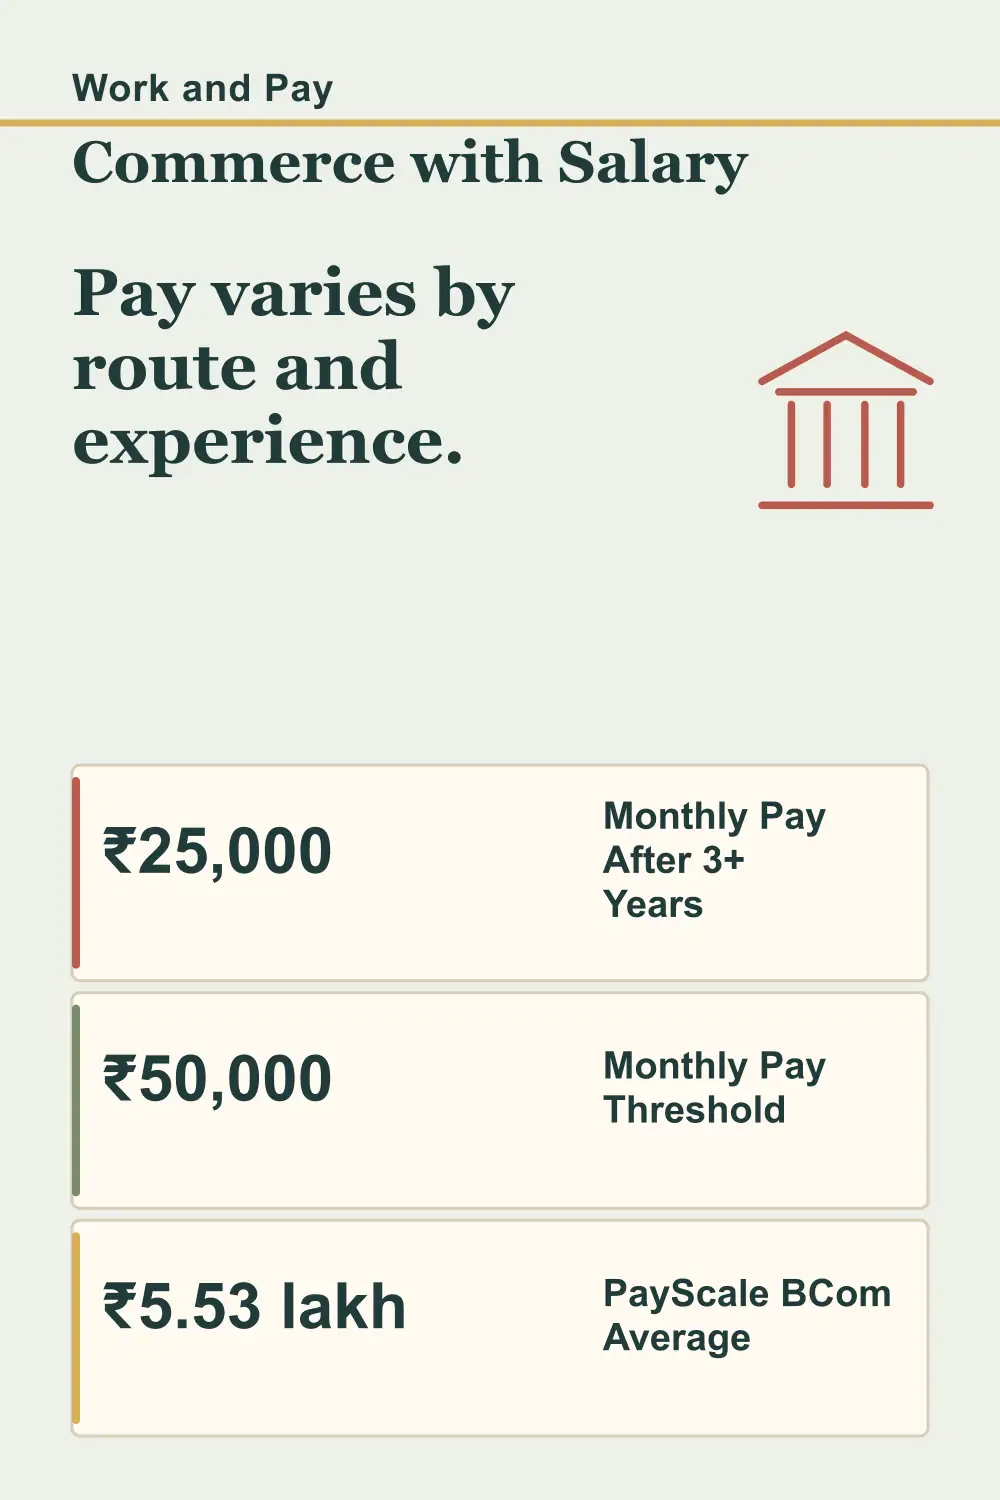 Work and Pay
Commerce with Salary
Pay varies by
route and
experience.
₹25,000
Monthly Pay
After 3+
Years
₹50,000
Monthly Pay
Threshold
₹5.53 lakh
PayScale BCom
Average